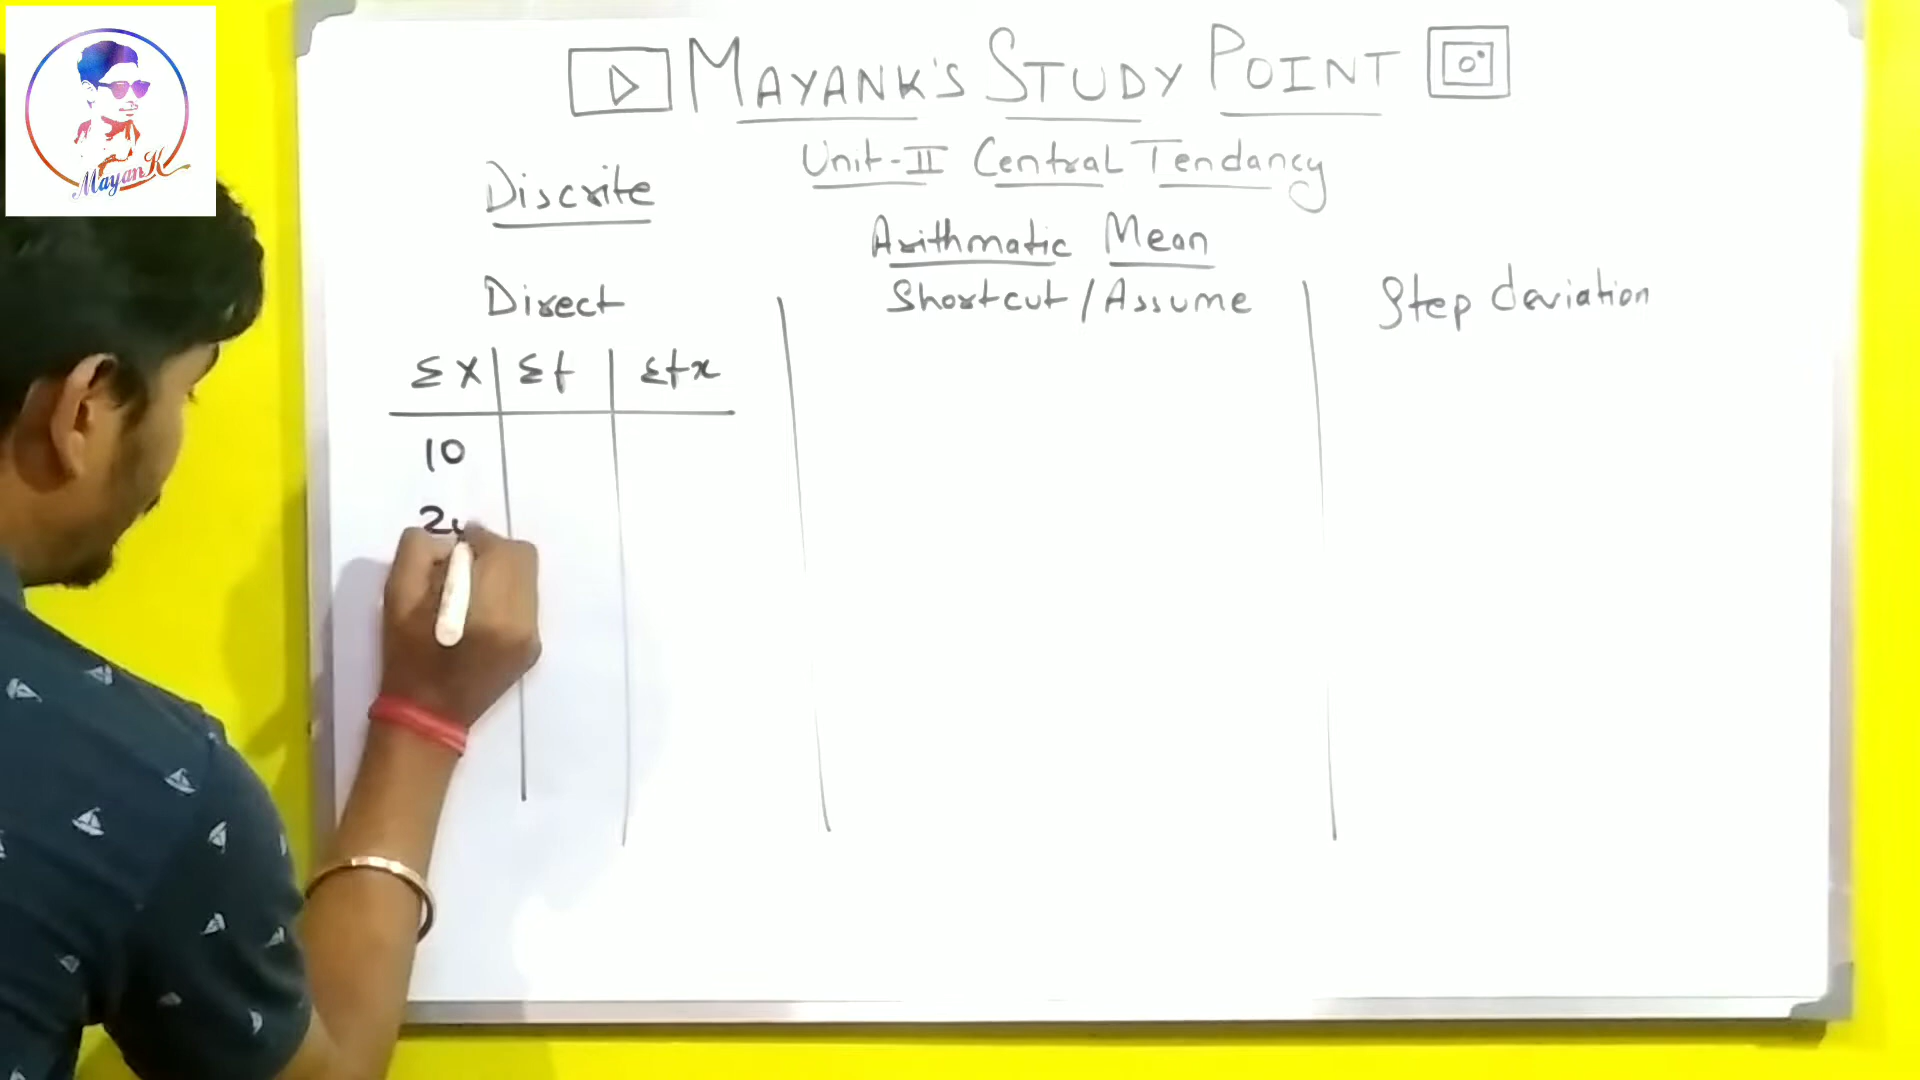 MayanK
MAYANK'S STUDY POINT
Unit-II Central Tendancy
Discrite
Arithmatic Mean
Direct
Shortcut/Assume
Step deviation
Σx Σf Σfx
10